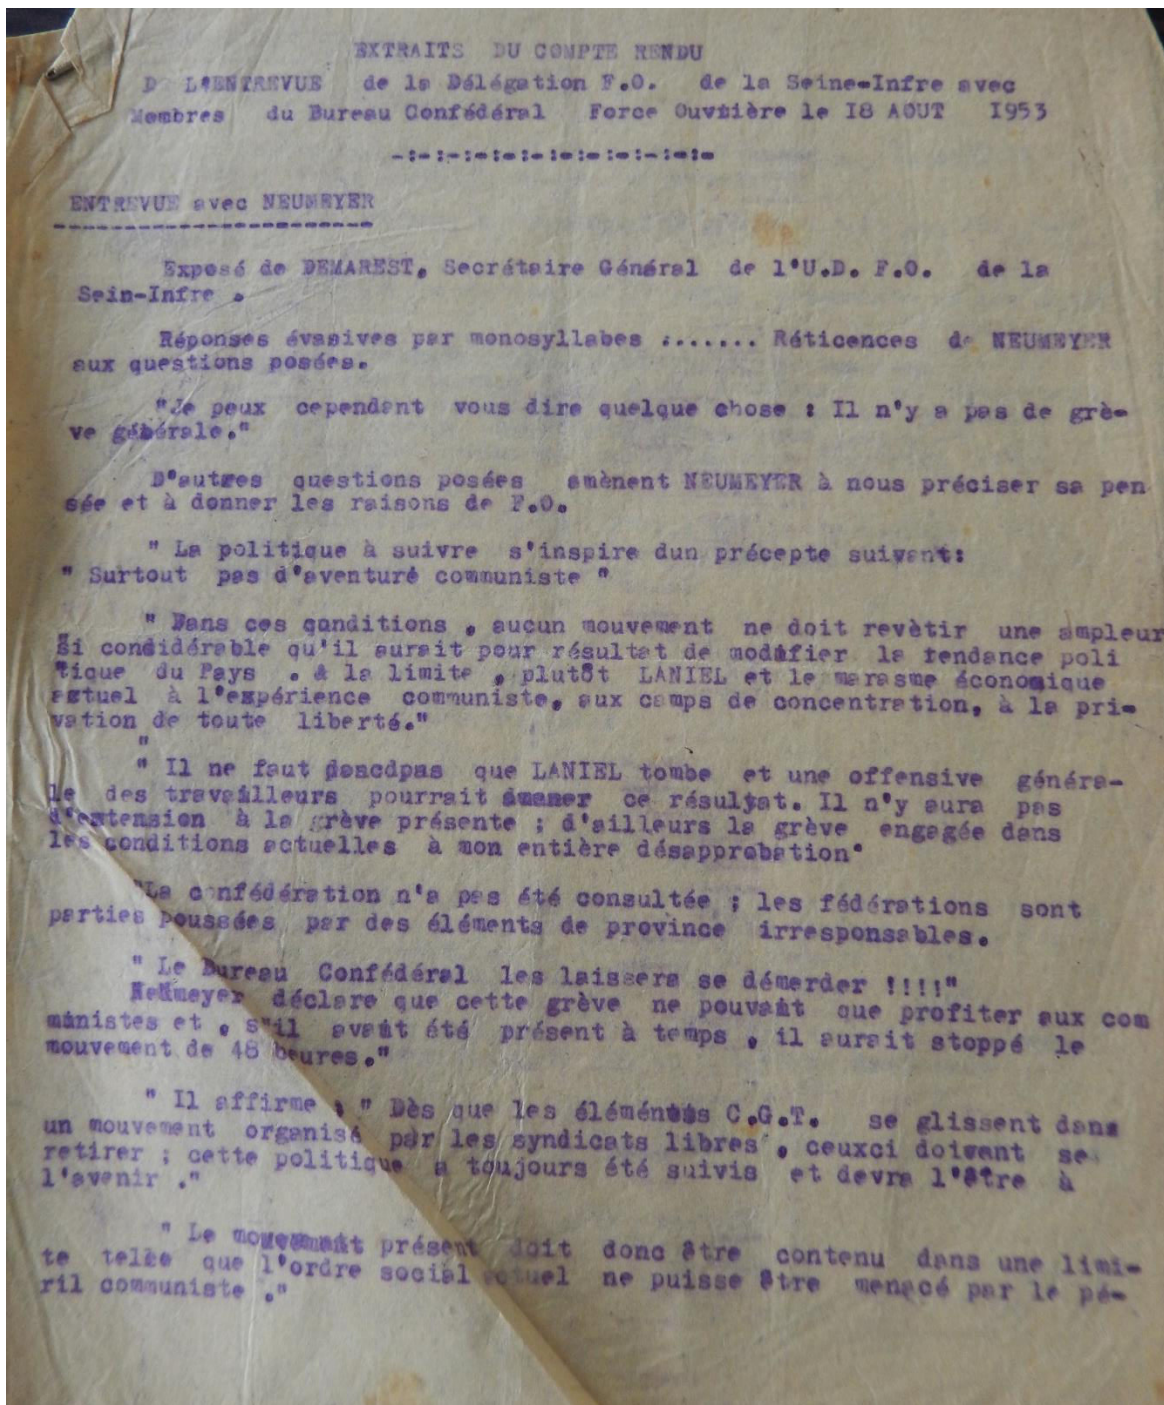 EXTRAITS DU COMPTE RENDU
D L'ENTREVUE de la Délégation F.O. de la Seine-Infre avec
Membres du Bureau Confédéral Force Ouvrière le 18 AOUT 1953
-:-:-:-:-:-:-:-:-:-:-:-
ENTREVUE avec NEUMEYER
-----------------------
Exposé de DEMAREST, Secrétaire Général de l'U.D. F.O. de la
Sein-Infre .
Réponses évasives par monosyllabes :....... Réticences de NEUMEYER
aux questions posées.
"Je peux cependant vous dire quelque chose : Il n'y a pas de grè-
ve générale."
D'autres questions posées amènent NEUMEYER à nous préciser sa pen
sée et à donner les raisons de F.O.
" La politique à suivre s'inspire dun précepte suivant:
" Surtout pas d'aventure communiste "
" Dans ces conditions , aucun mouvement ne doit revètir une ampleur
si condidérable qu'il aurait pour résultat de modifier la tendance poli
tique du Pays . A la limite , plutôt LANIEL et le marasme économique
actuel à l'expérience communiste, aux camps de concentration, à la pri-
vation de toute liberté."
"
" Il ne faut pas que LANIEL tombe et une offensive généra-
le des travailleurs pourrait amener ce résultat. Il n'y aura pas
d'extension à la grève présente ; d'ailleurs la grève engagée dans
les conditions actuelles à mon entière désapprobation"
"La confédération n'a pas été consultée ; les fédérations sont
parties poussées par des éléments de province irresponsables.
" Le Bureau Confédéral les laissera se démerder !!!!"
Neumeyer déclare que cette grève ne pouvait que profiter aux com
munistes et , s'il avait été présent à temps , il aurait stoppé le
mouvement de 48 heures."
" Il affirme : " Dès que les éléments C.G.T. se glissent dans
un mouvement organisé par les syndicats libres , ceuxci doivent se
retirer ; cette politique a toujours été suivis et devra l'être à
l'avenir ."
" Le mouvement présent doit donc être contenu dans une limi-
te telle que l'ordre social actuel ne puisse être menacé par le pé-
ril communiste ."